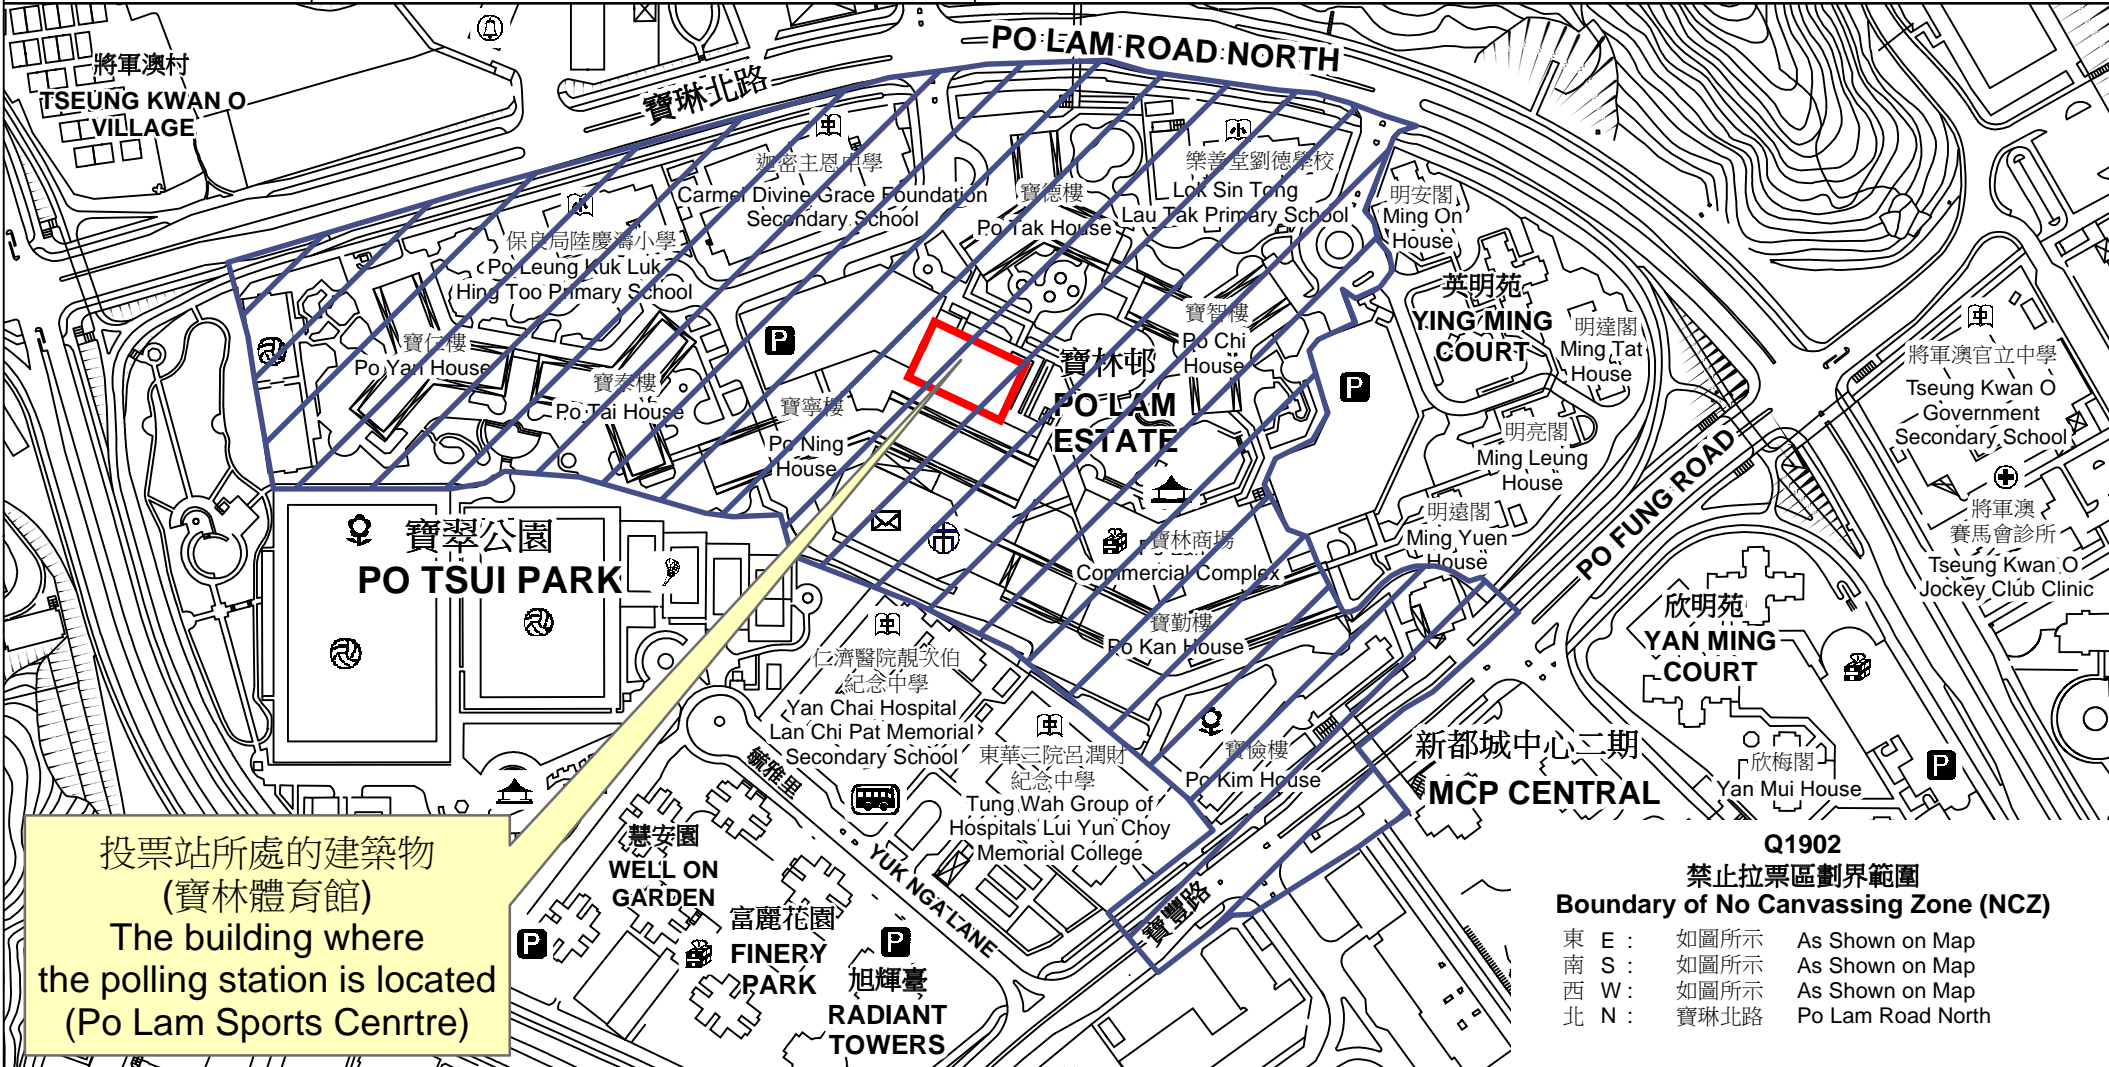 PO LAM ROAD NORTH
寶琳北路
將軍澳村
TSEUNG KWAN O
VILLAGE
迦密主恩中學
Carmel Divine Grace Foundation
Secondary School
寶德樓
Po Tak House
樂善堂劉德學校
Lok Sin Tong
Lau Tak Primary School
明安閣
Ming On
House
保良局陸慶濤小學
Po Leung Kuk Luk
Hing Too Primary School
英明苑
YING MING
COURT
寶仁樓
Po Yan House
寶泰樓
Po Tai House
寶寧樓
Po Ning
House
寶智樓
Po Chi
House
寶林邨
PO LAM
ESTATE
明達閣
Ming Tat
House
明亮閣
Ming Leung
House
明遠閣
Ming Yuen
House
將軍澳官立中學
Tseung Kwan O
Government
Secondary School
將軍澳
賽馬會診所
Tseung Kwan O
Jockey Club Clinic
PO FUNG ROAD
寶翠公園
PO TSUI PARK
寶林商場
Commercial Complex
寶勤樓
Po Kan House
欣明苑
YAN MING
COURT
欣梅閣
Yan Mui House
仁濟醫院靚次伯
紀念中學
Yan Chai Hospital
Lan Chi Pat Memorial
Secondary School
東華三院呂潤財
紀念中學
Tung Wah Group of
Hospitals Lui Yun Choy
Memorial College
寶儉樓
Po Kim House
新都城中心二期
MCP CENTRAL
毓雅里
YUK NGA LANE
寶豐路
慧安園
WELL ON
GARDEN
富麗花園
FINERY
PARK
旭輝臺
RADIANT
TOWERS
投票站所處的建築物
(寶林體育館)
The building where
the polling station is located
(Po Lam Sports Cenrtre)
Q1902
禁止拉票區劃界範圍
Boundary of No Canvassing Zone (NCZ)
東 E : 如圖所示 As Shown on Map
南 S : 如圖所示 As Shown on Map
西 W : 如圖所示 As Shown on Map
北 N : 寶琳北路 Po Lam Road North